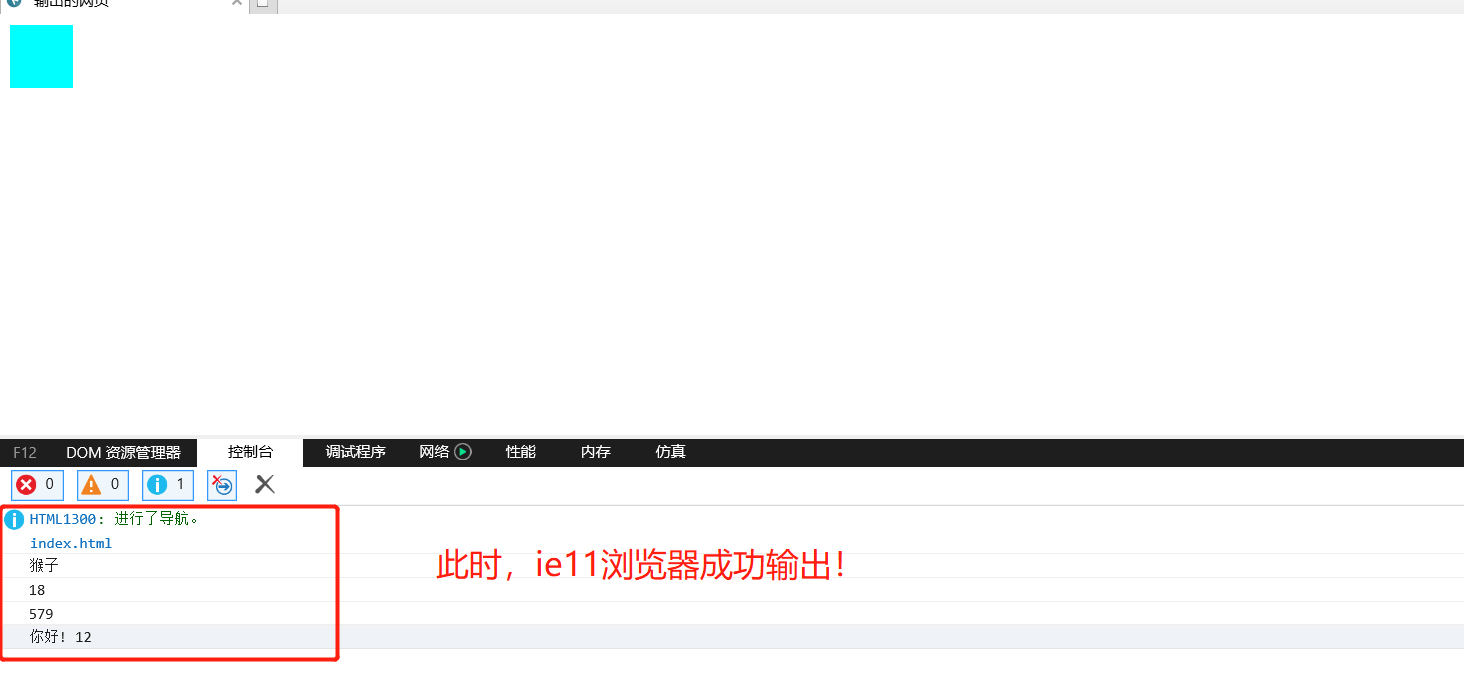 输出的网页
F12 DOM 资源管理器 控制台 调试程序 网络 性能 内存 仿真
0 0 1
HTML1300: 进行了导航。
index.html
猴子
18
579
你好! 12
此时，ie11浏览器成功输出!